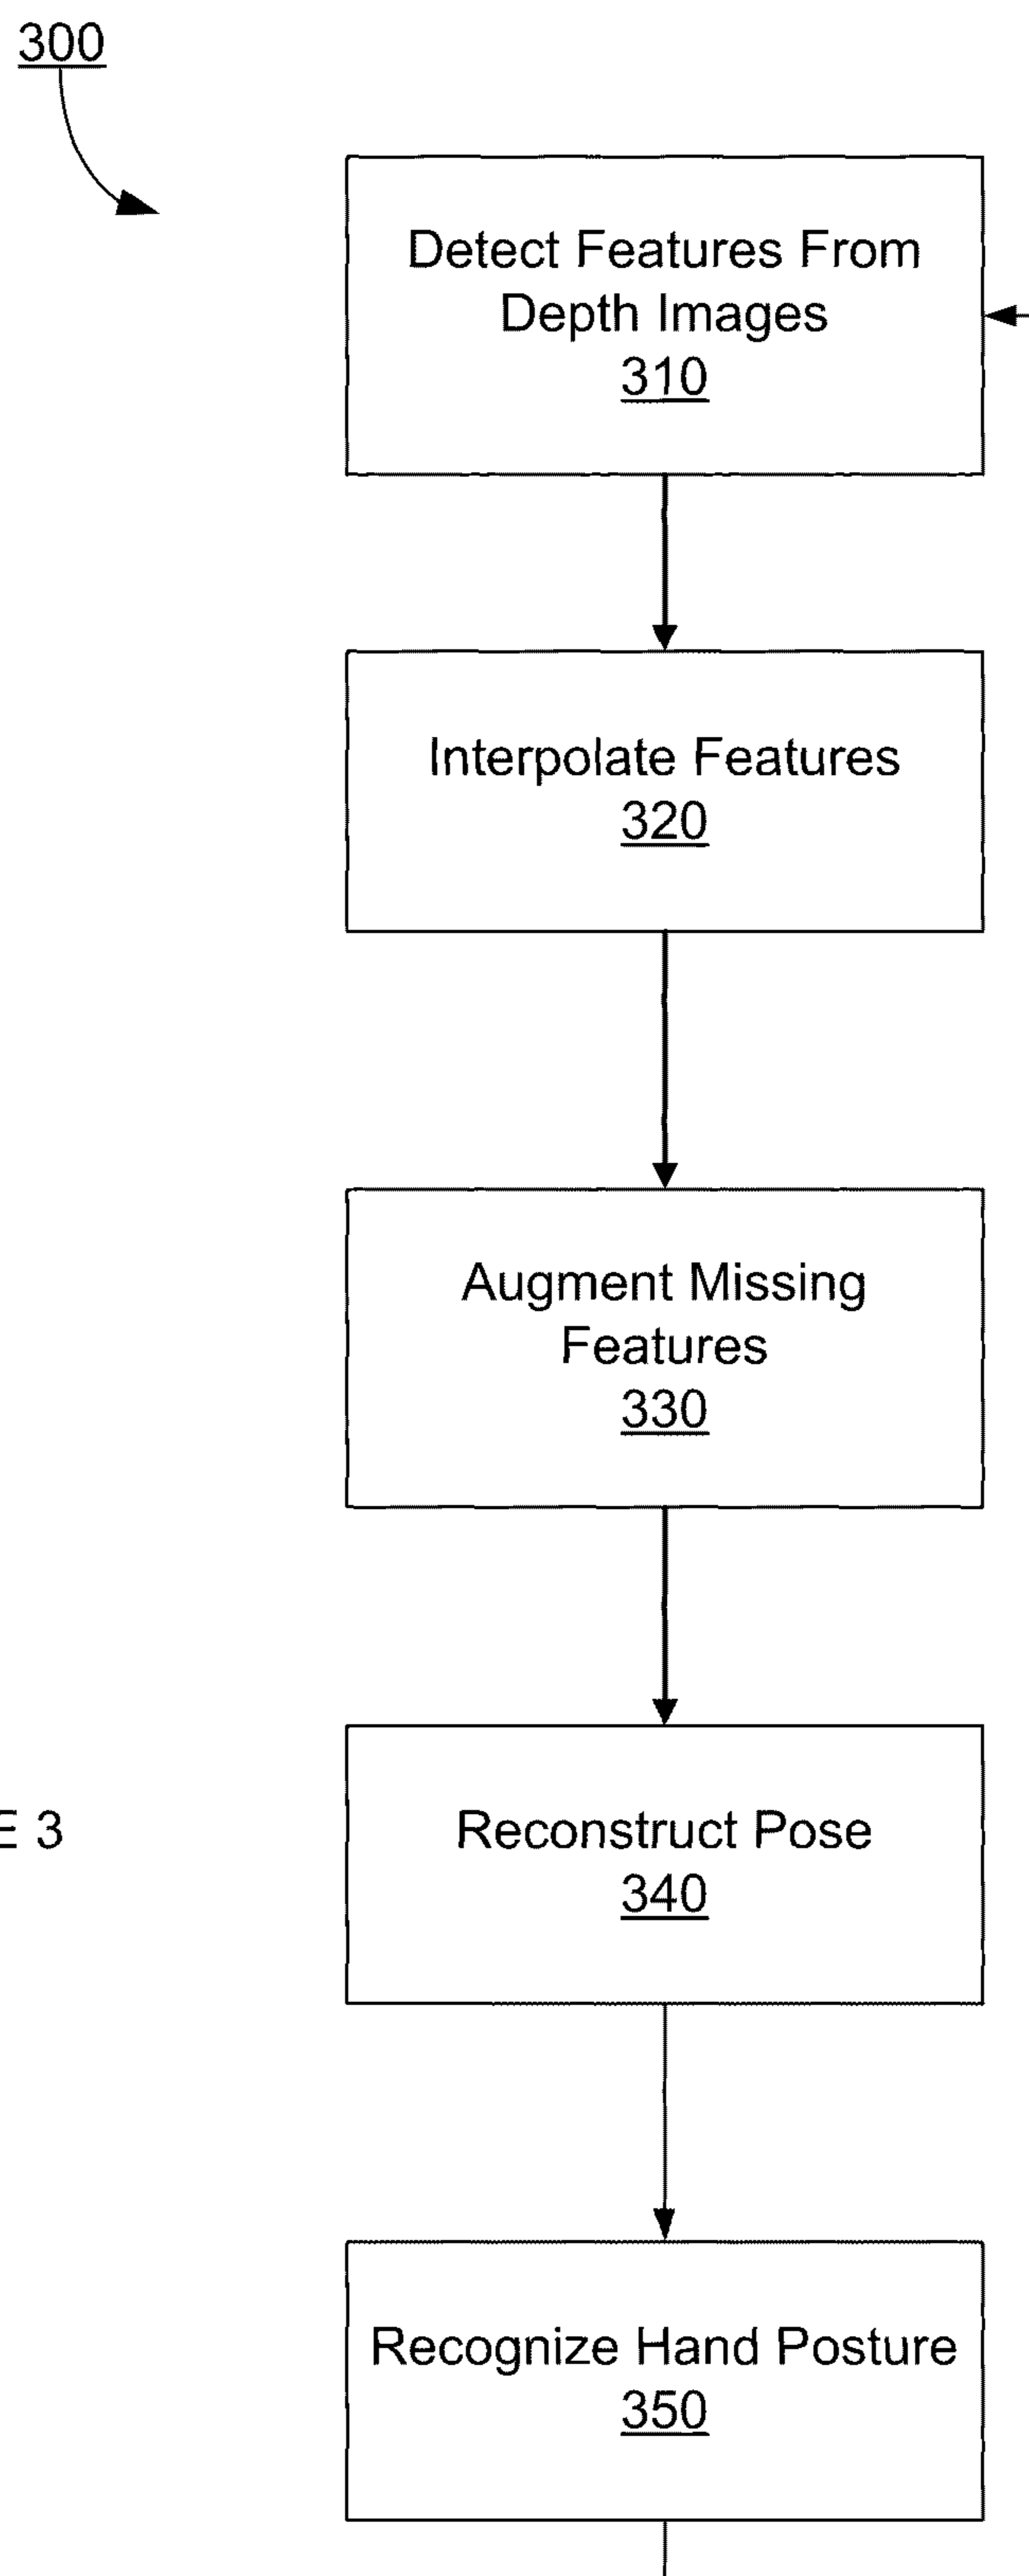 300
Detect Features From
Depth Images
310
Interpolate Features
320
Augment Missing
Features
330
E 3
Reconstruct Pose
340
Recognize Hand Posture
350